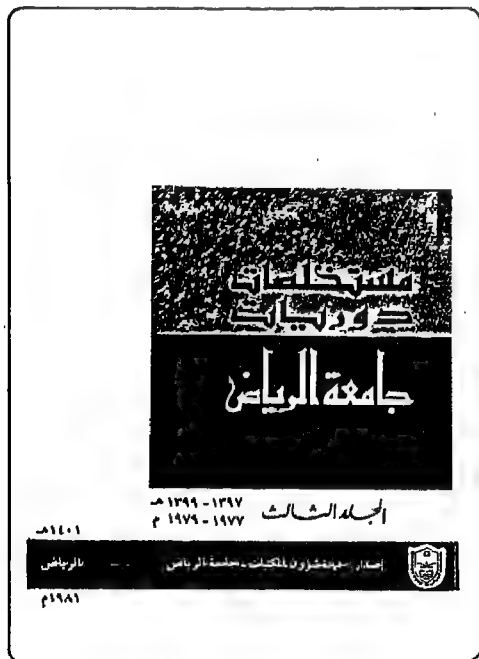 مستخلصات
دوريات
جامعة الرياض
المجلد الثالث
١٣٩٧ - ١٣٩٩ هـ
١٩٧٧ - ١٩٧٩ م
١٤٠١هـ
إصدار عمادة شؤون المكتبات - جامعة الرياض
الرياض
١٩٨١م